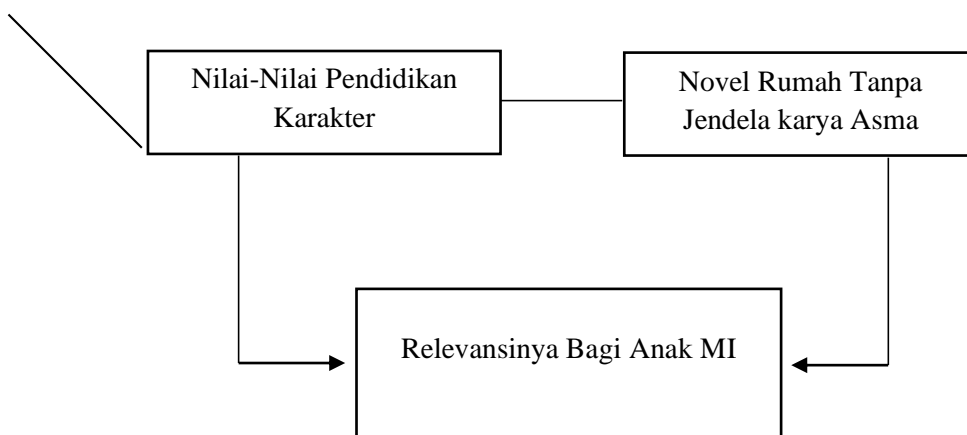 Nilai-Nilai Pendidikan
Karakter
Novel Rumah Tanpa
Jendela karya Asma
Relevansinya Bagi Anak MI